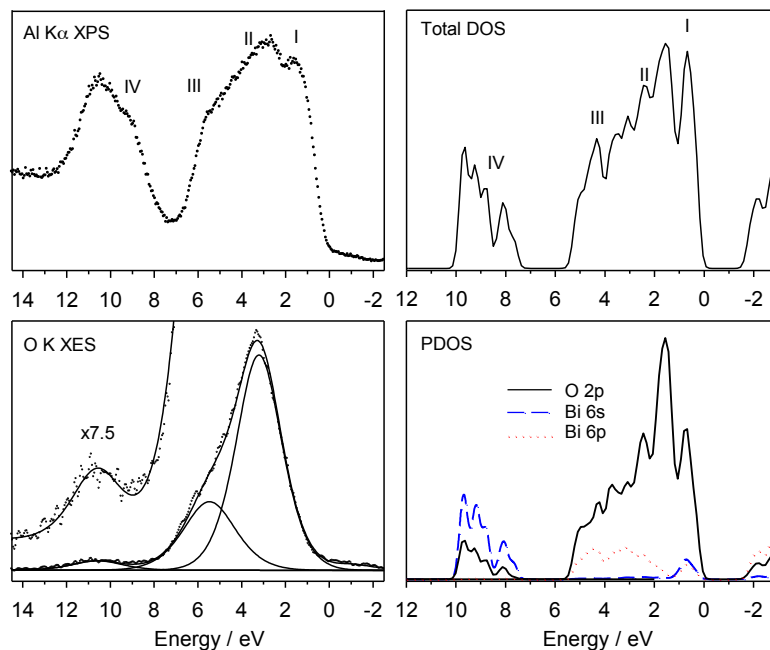 Al Kα XPS
II
I
III
IV
14 12 10 8 6 4 2 0 -2
Total DOS
I
II
III
IV
12 10 8 6 4 2 0 -2
O K XES
x7.5
14 12 10 8 6 4 2 0 -2
Energy / eV
PDOS
O 2p
Bi 6s
Bi 6p
12 10 8 6 4 2 0 -2
Energy / eV